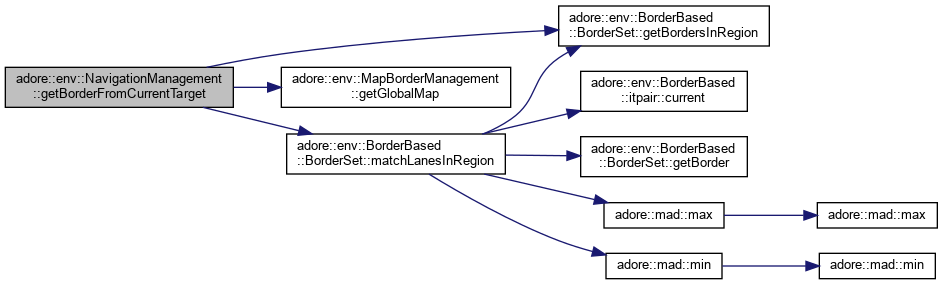 adore::env::NavigationManagement
::getBorderFromCurrentTarget
adore::env::BorderBased
::BorderSet::getBordersInRegion
adore::env::MapBorderManagement
::getGlobalMap
adore::env::BorderBased
::BorderSet::matchLanesInRegion
adore::env::BorderBased
::itpair::current
adore::env::BorderBased
::BorderSet::getBorder
adore::mad::max
adore::mad::max
adore::mad::min
adore::mad::min